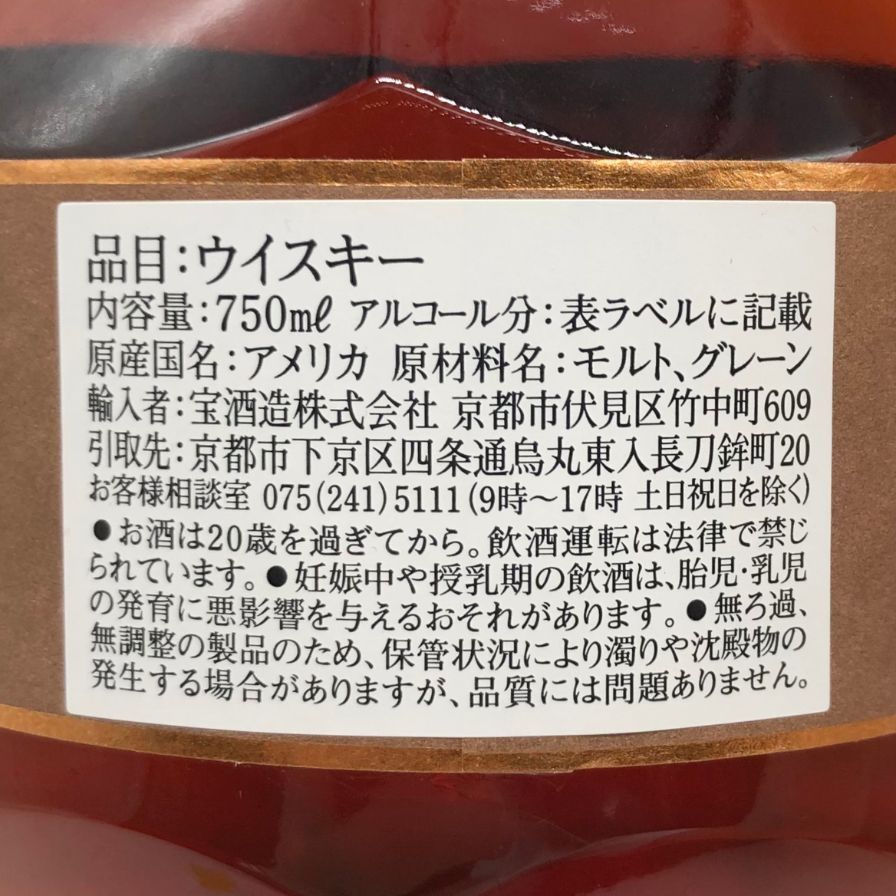 品目：ウイスキー
内容量：750mℓ アルコール分：表ラベルに記載
原産国名：アメリカ 原材料名：モルト、グレーン
輸入者：宝酒造株式会社 京都市伏見区竹中町609
引取先：京都市下京区四条通烏丸東入長刀鉾町20
お客様相談室 075(241)5111(9時～17時 土日祝日を除く)
●お酒は20歳を過ぎてから。飲酒運転は法律で禁じ
られています。●妊娠中や授乳期の飲酒は、胎児・乳児
の発育に悪影響を与えるおそれがあります。●無ろ過、
無調整の製品のため、保管状況により濁りや沈殿物の
発生する場合がありますが、品質には問題ありません。